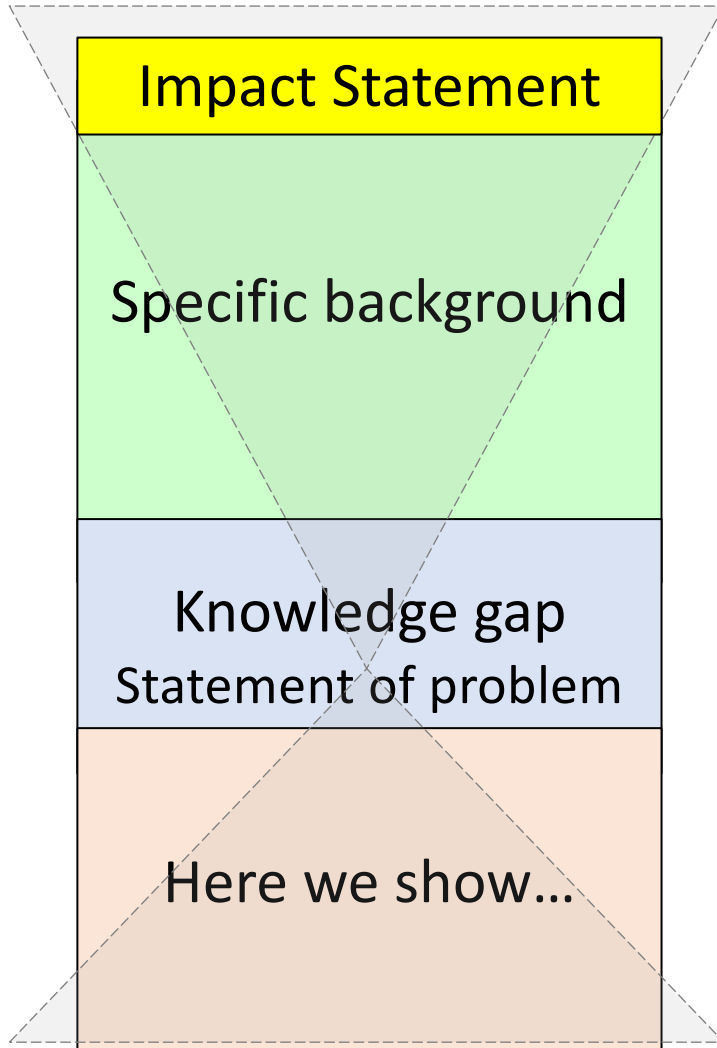 Impact Statement
Specific background
Knowledge gap
Statement of problem
Here we show…